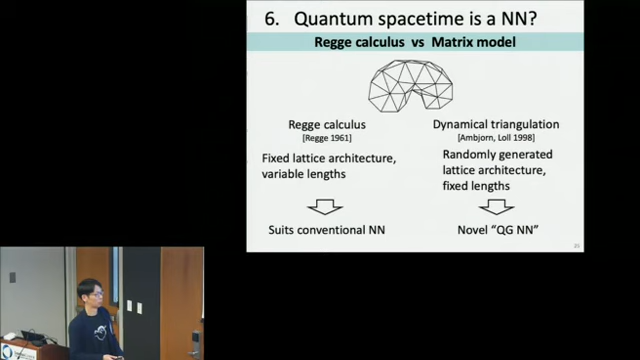 6. Quantum spacetime is a NN?
Regge calculus vs Matrix model
Regge calculus
[Regge 1961]
Fixed lattice architecture,
variable lengths
Suits conventional NN
Dynamical triangulation
[Ambjorn, Loll 1998]
Randomly generated
lattice architecture,
fixed lengths
Novel “QG NN”